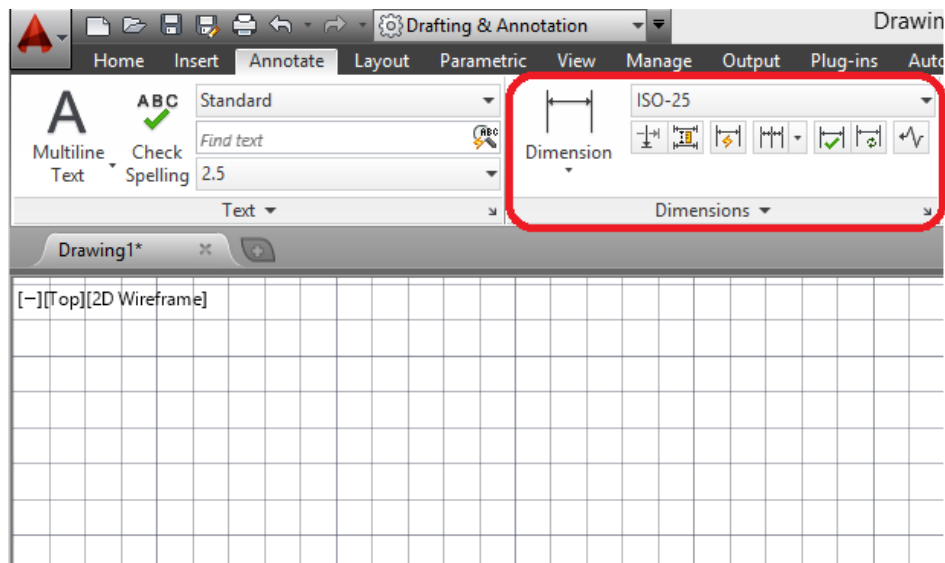 Drafting & Annotation Drawin
Home Insert Annotate Layout Parametric View Manage Output Plug-ins Auto
A ABC Standard ISO-25
Find text ABC
Multiline Check Dimension
Text Spelling 2.5
Text Dimensions
Drawing1*
[−][Top][2D Wireframe]